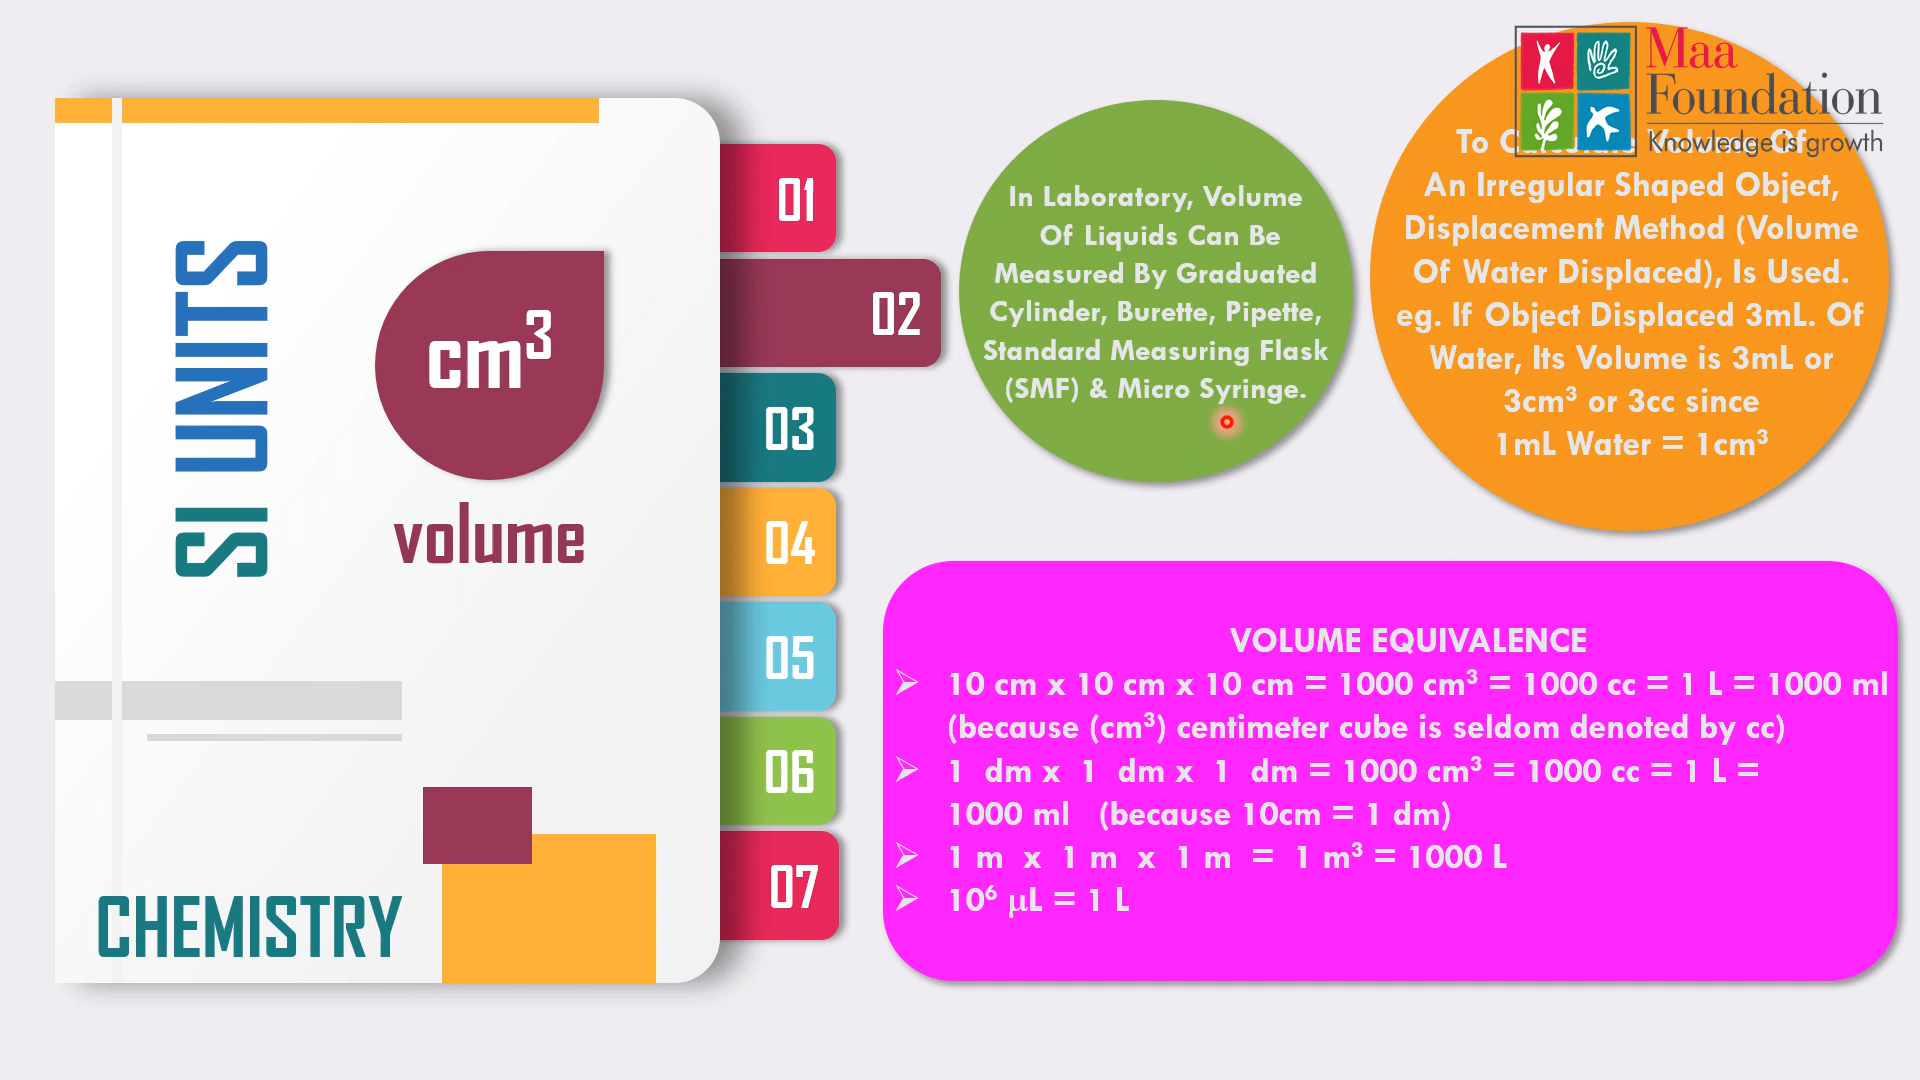 SI UNITS
cm³
volume
CHEMISTRY
01
02
03
04
05
06
07
In Laboratory, Volume
Of Liquids Can Be
Measured By Graduated
Cylinder, Burette, Pipette,
Standard Measuring Flask
(SMF) & Micro Syringe.
Maa
Foundation
Knowledge is growth
To Calculate Volume Of
An Irregular Shaped Object,
Displacement Method (Volume
Of Water Displaced), Is Used.
eg. If Object Displaced 3mL. Of
Water, Its Volume is 3mL or
3cm³ or 3cc since
1mL Water = 1cm³
VOLUME EQUIVALENCE
➢ 10 cm x 10 cm x 10 cm = 1000 cm³ = 1000 cc = 1 L = 1000 ml
(because (cm³) centimeter cube is seldom denoted by cc)
➢ 1 dm x 1 dm x 1 dm = 1000 cm³ = 1000 cc = 1 L =
1000 ml (because 10cm = 1 dm)
➢ 1 m x 1 m x 1 m = 1 m³ = 1000 L
➢ 10⁶ µL = 1 L